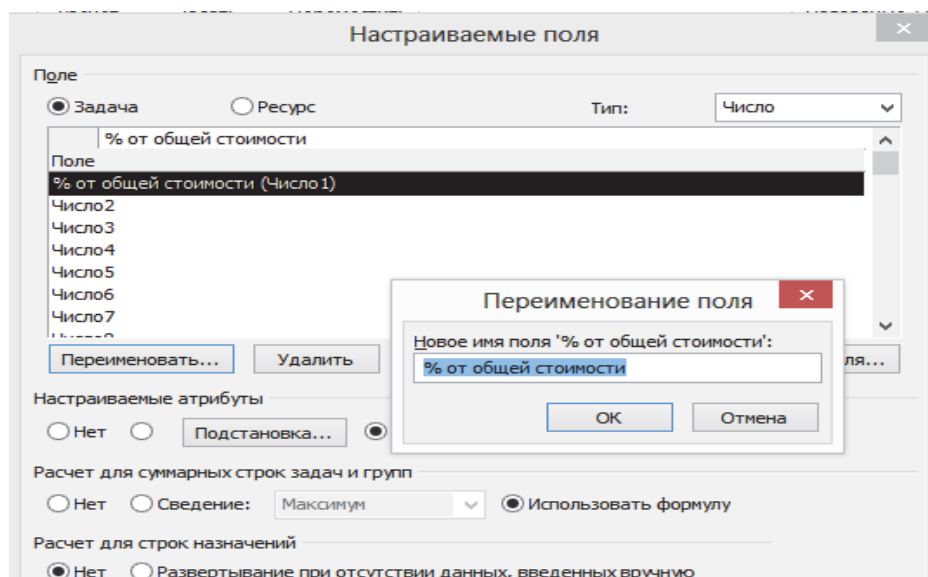 Настраиваемые поля
Поле
Задача Ресурс Тип: Число
% от общей стоимости
Поле
% от общей стоимости (Число1)
Число2
Число3
Число4
Число5
Число6
Число7
Переименование поля
Новое имя поля '% от общей стоимости':
% от общей стоимости
ОК Отмена
Переименовать... Удалить ля...
Настраиваемые атрибуты
Нет Подстановка...
Расчет для суммарных строк задач и групп
Нет Сведение: Максимум Использовать формулу
Расчет для строк назначений
Нет Развертывание при отсутствии данных, введенных вручную